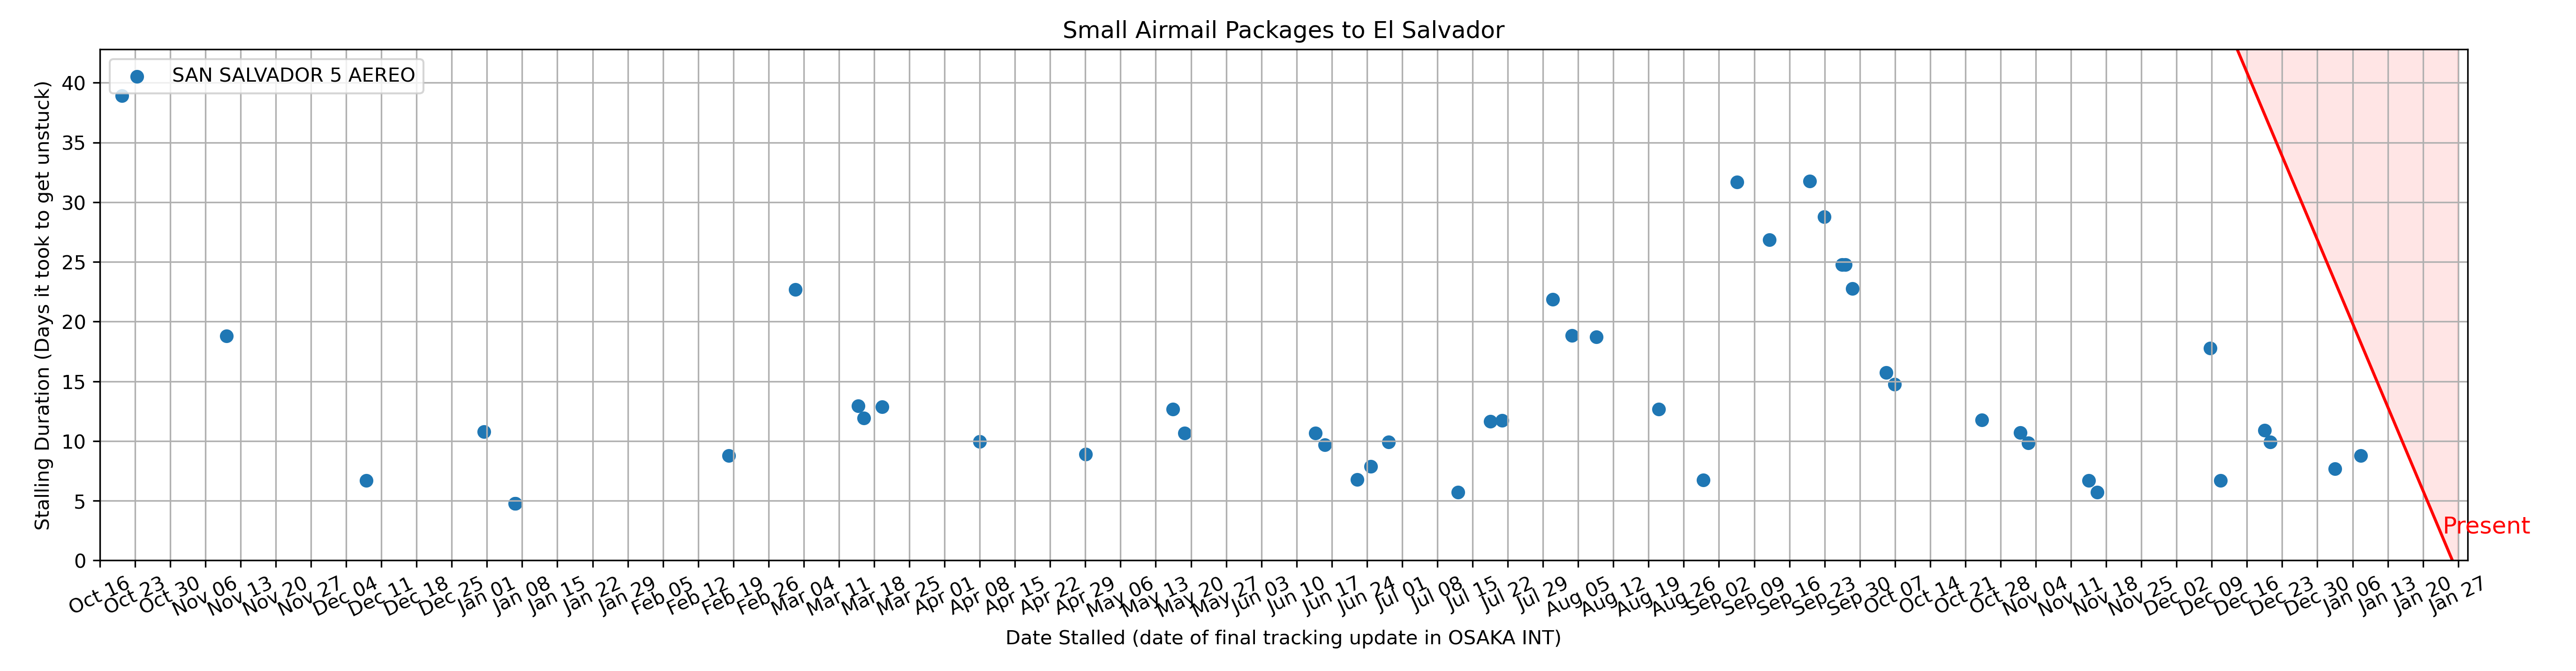 Small Airmail Packages to El Salvador
SAN SALVADOR 5 AEREO
Stalling Duration (Days it took to get unstuck)
40
35
30
25
20
15
10
5
0
Present
Oct 16 Oct 23 Oct 30 Nov 06 Nov 13 Nov 20 Nov 27 Dec 04 Dec 11 Dec 18 Dec 25 Jan 01 Jan 08 Jan 15 Jan 22 Jan 29 Feb 05 Feb 12 Feb 19 Feb 26 Mar 04 Mar 11 Mar 18 Mar 25 Apr 01 Apr 08 Apr 15 Apr 22 Apr 29 May 06 May 13 May 20 May 27 Jun 03 Jun 10 Jun 17 Jun 24 Jul 01 Jul 08 Jul 15 Jul 22 Jul 29 Aug 05 Aug 12 Aug 19 Aug 26 Sep 02 Sep 09 Sep 16 Sep 23 Sep 30 Oct 07 Oct 14 Oct 21 Oct 28 Nov 04 Nov 11 Nov 18 Nov 25 Dec 02 Dec 09 Dec 16 Dec 23 Dec 30 Jan 06 Jan 13 Jan 20 Jan 27
Date Stalled (date of final tracking update in OSAKA INT)